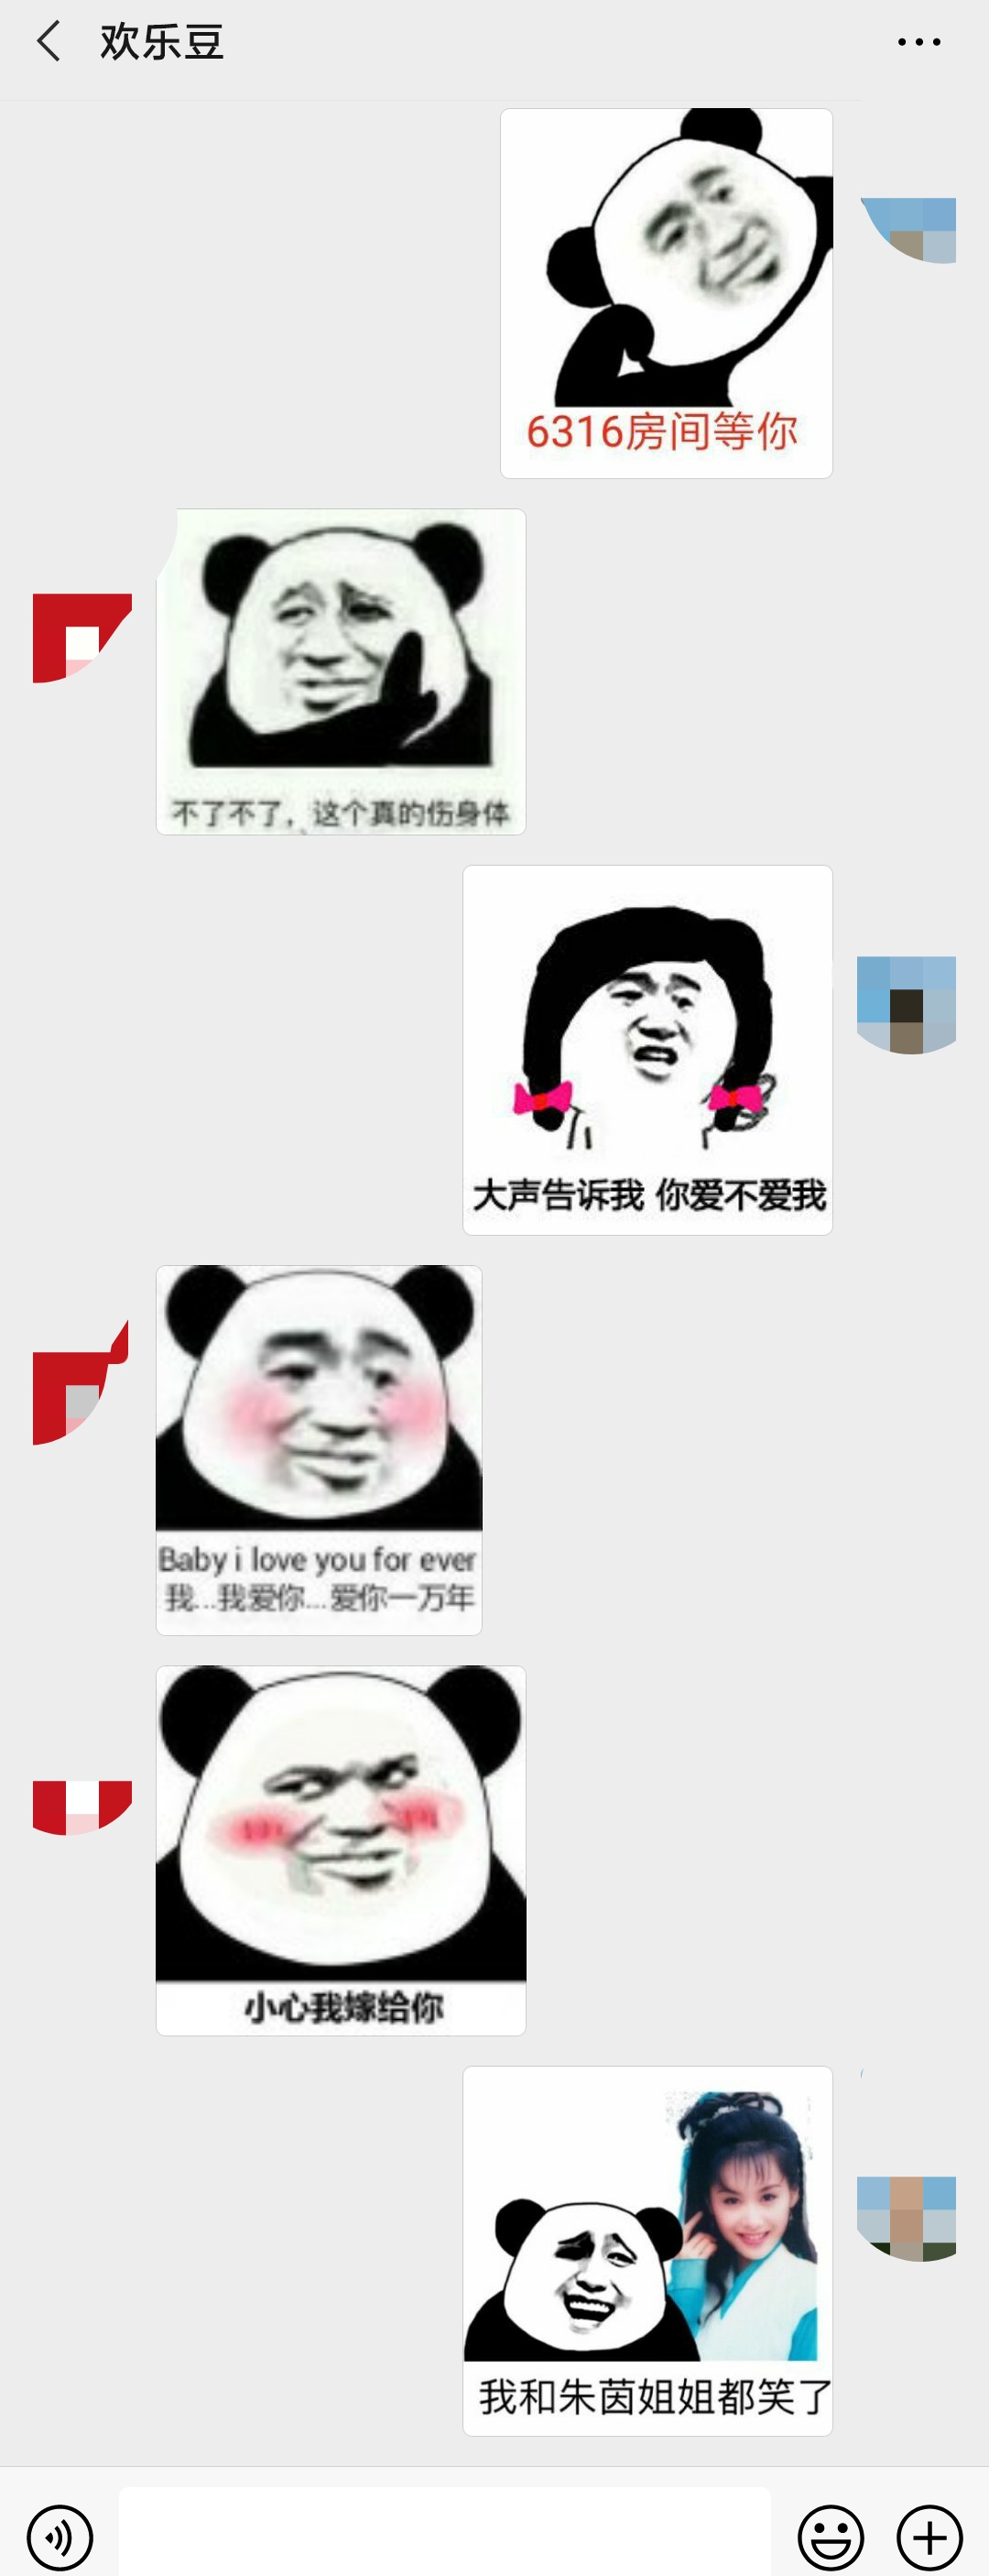 欢乐豆
6316房间等你
不了不了，这个真的伤身体
大声告诉我 你爱不爱我
Baby i love you for ever
我...我爱你...爱你一万年
小心我嫁给你
我和朱茵姐姐都笑了